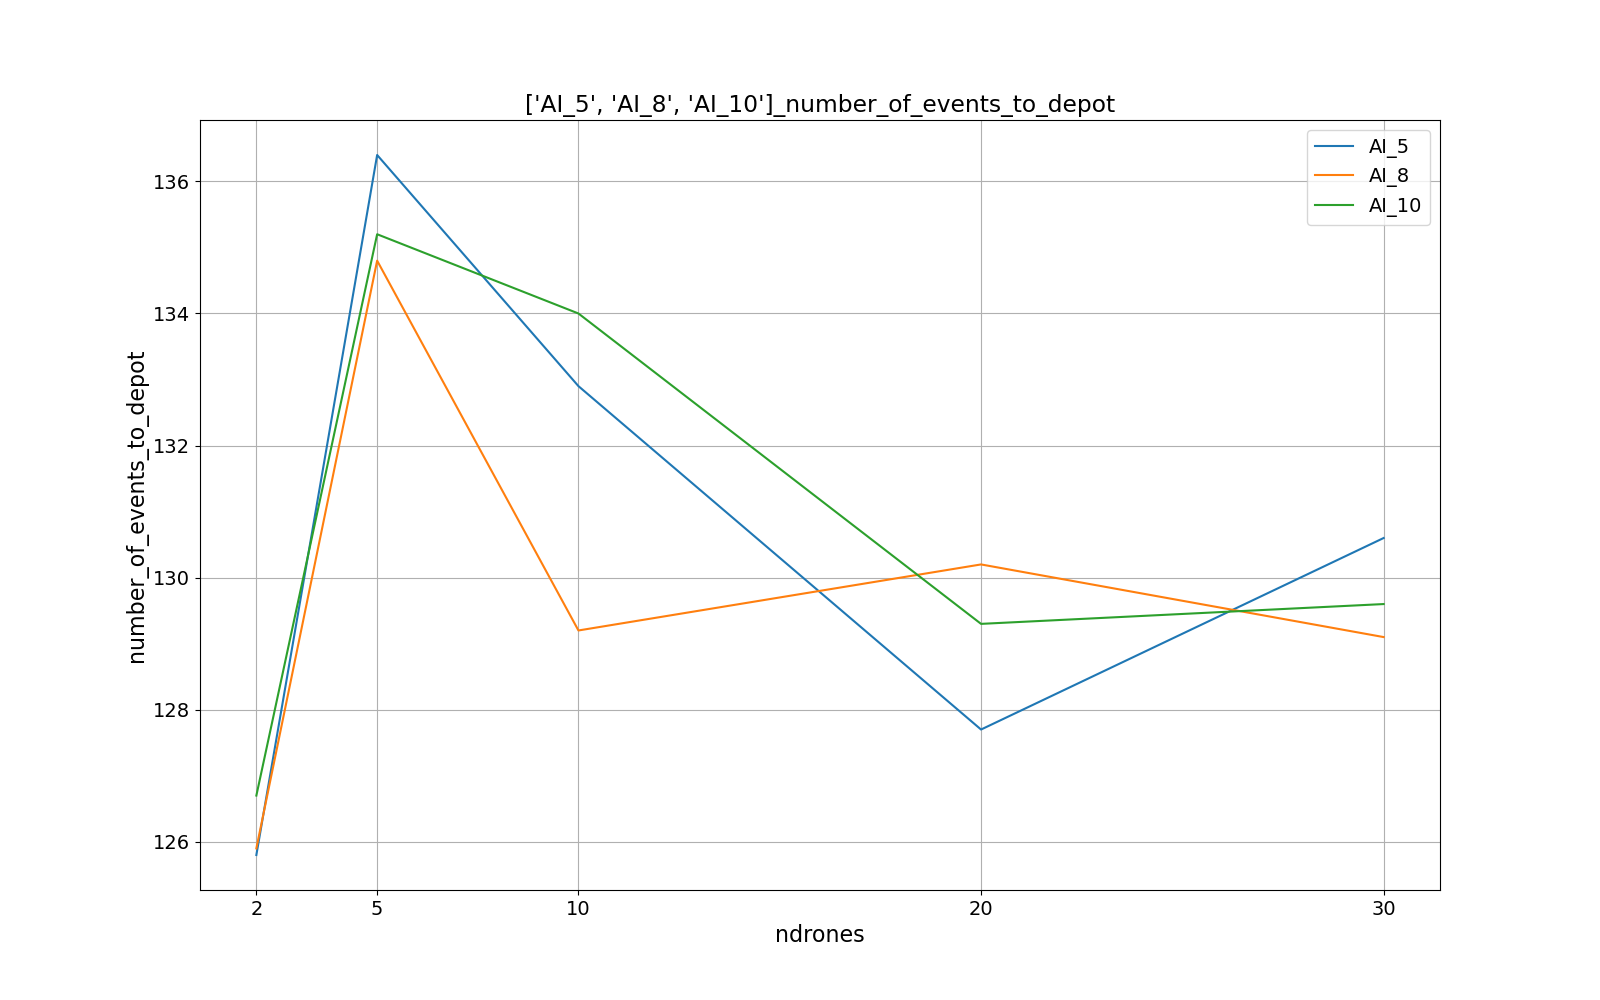 ['AI_5', 'AI_8', 'AI_10']_number_of_events_to_depot
AI_5
AI_8
AI_10
number_of_events_to_depot
136
134
132
130
128
126
2 5 10 20 30
ndrones